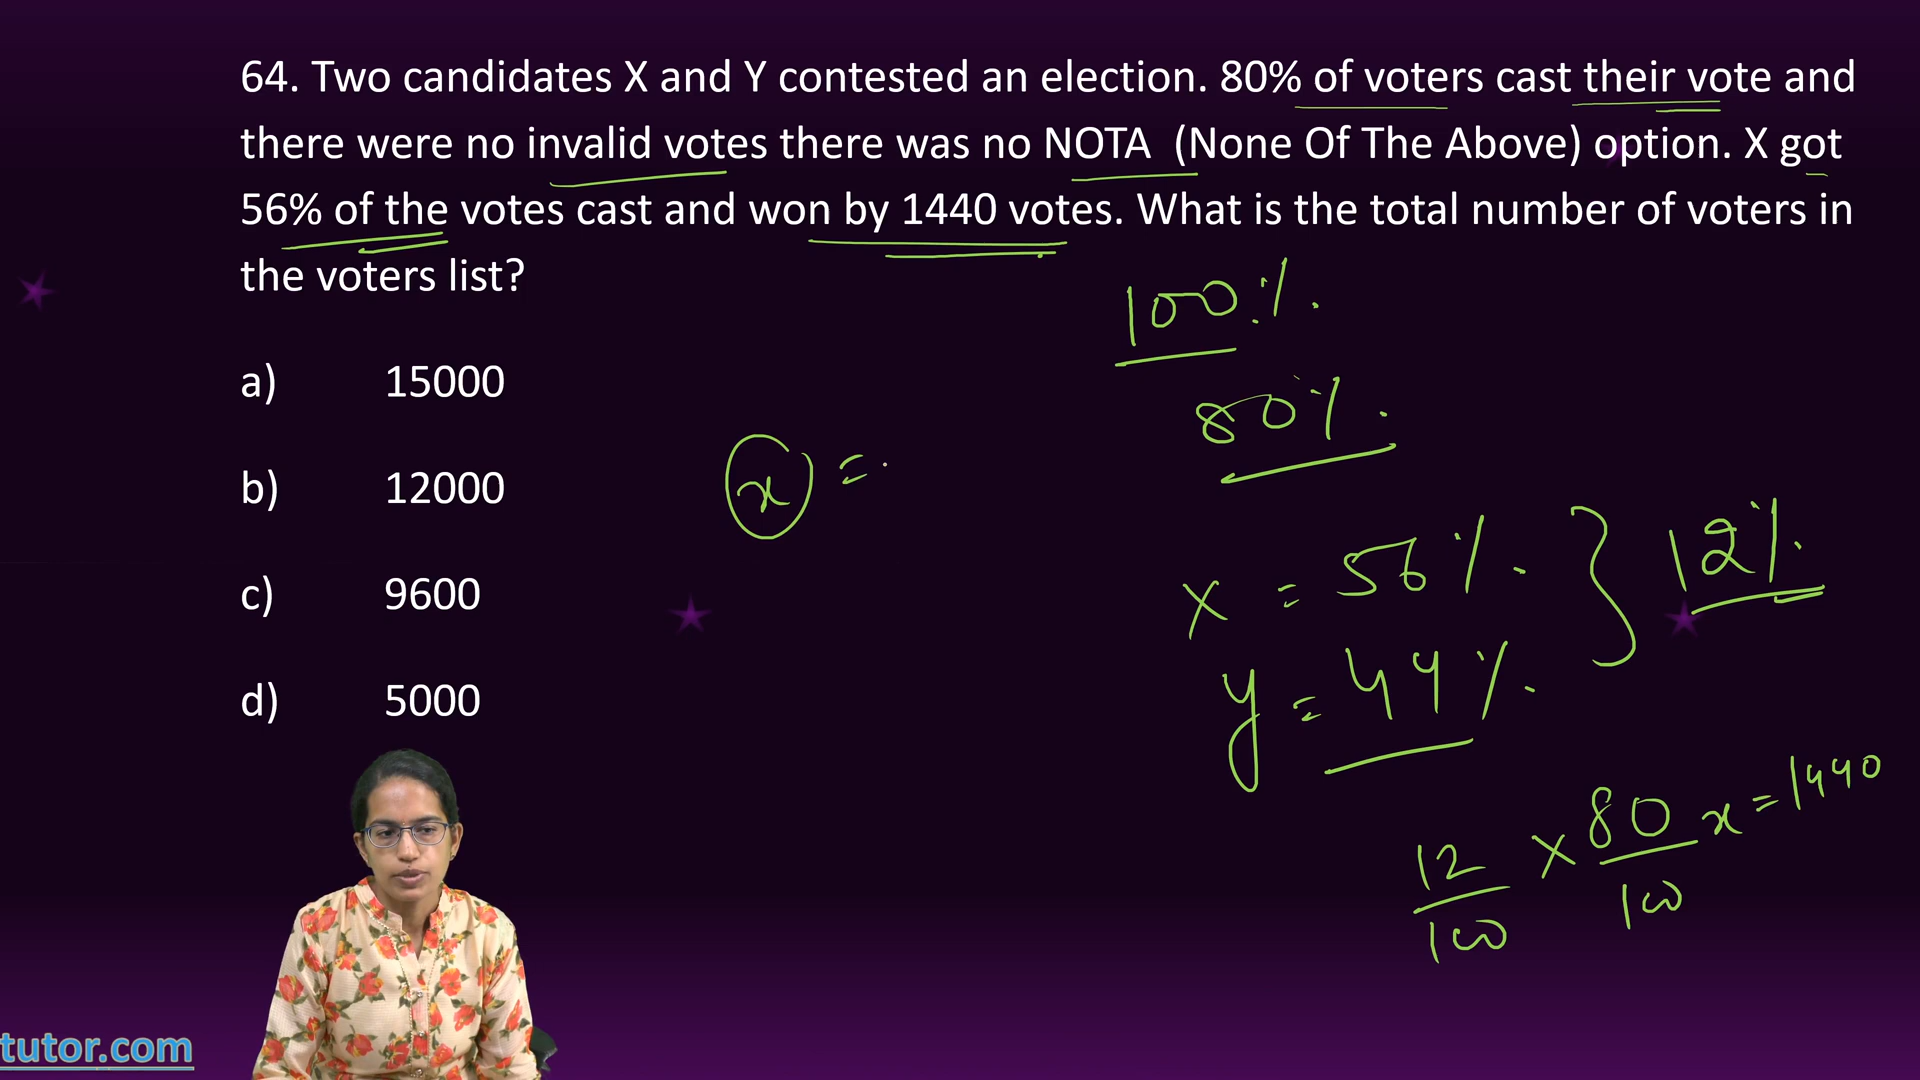 64. Two candidates X and Y contested an election. 80% of voters cast their vote and
there were no invalid votes there was no NOTA (None Of The Above) option. X got
56% of the votes cast and won by 1440 votes. What is the total number of voters in
the voters list?
100%.
a) 15000
80%.
b) 12000
x =
x = 56%. } 12%.
c) 9600
y = 44%.
d) 5000
12/100 × 80/100 x = 1440
tutor.com